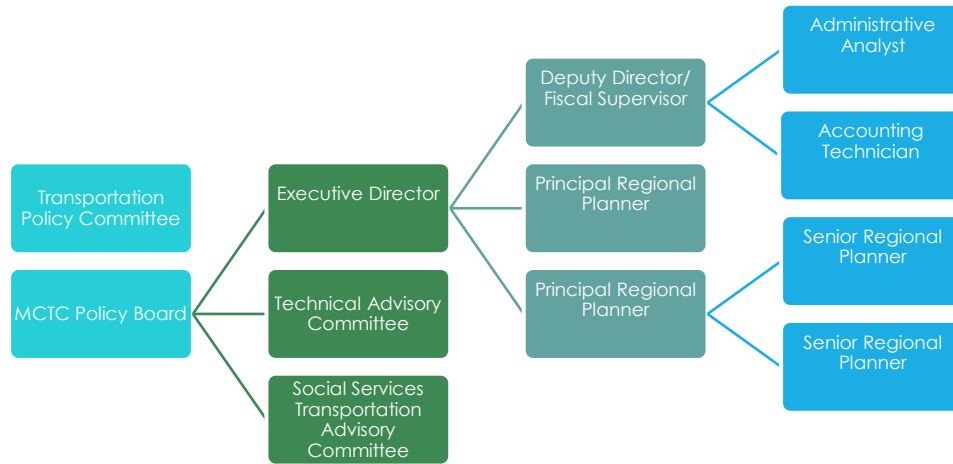 Transportation
Policy Committee
MCTC Policy Board
Executive Director
Technical Advisory
Committee
Social Services
Transportation
Advisory
Committee
Deputy Director/
Fiscal Supervisor
Principal Regional
Planner
Principal Regional
Planner
Administrative
Analyst
Accounting
Technician
Senior Regional
Planner
Senior Regional
Planner